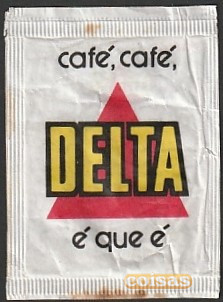 café, café,
DELTA
é que é
coisas